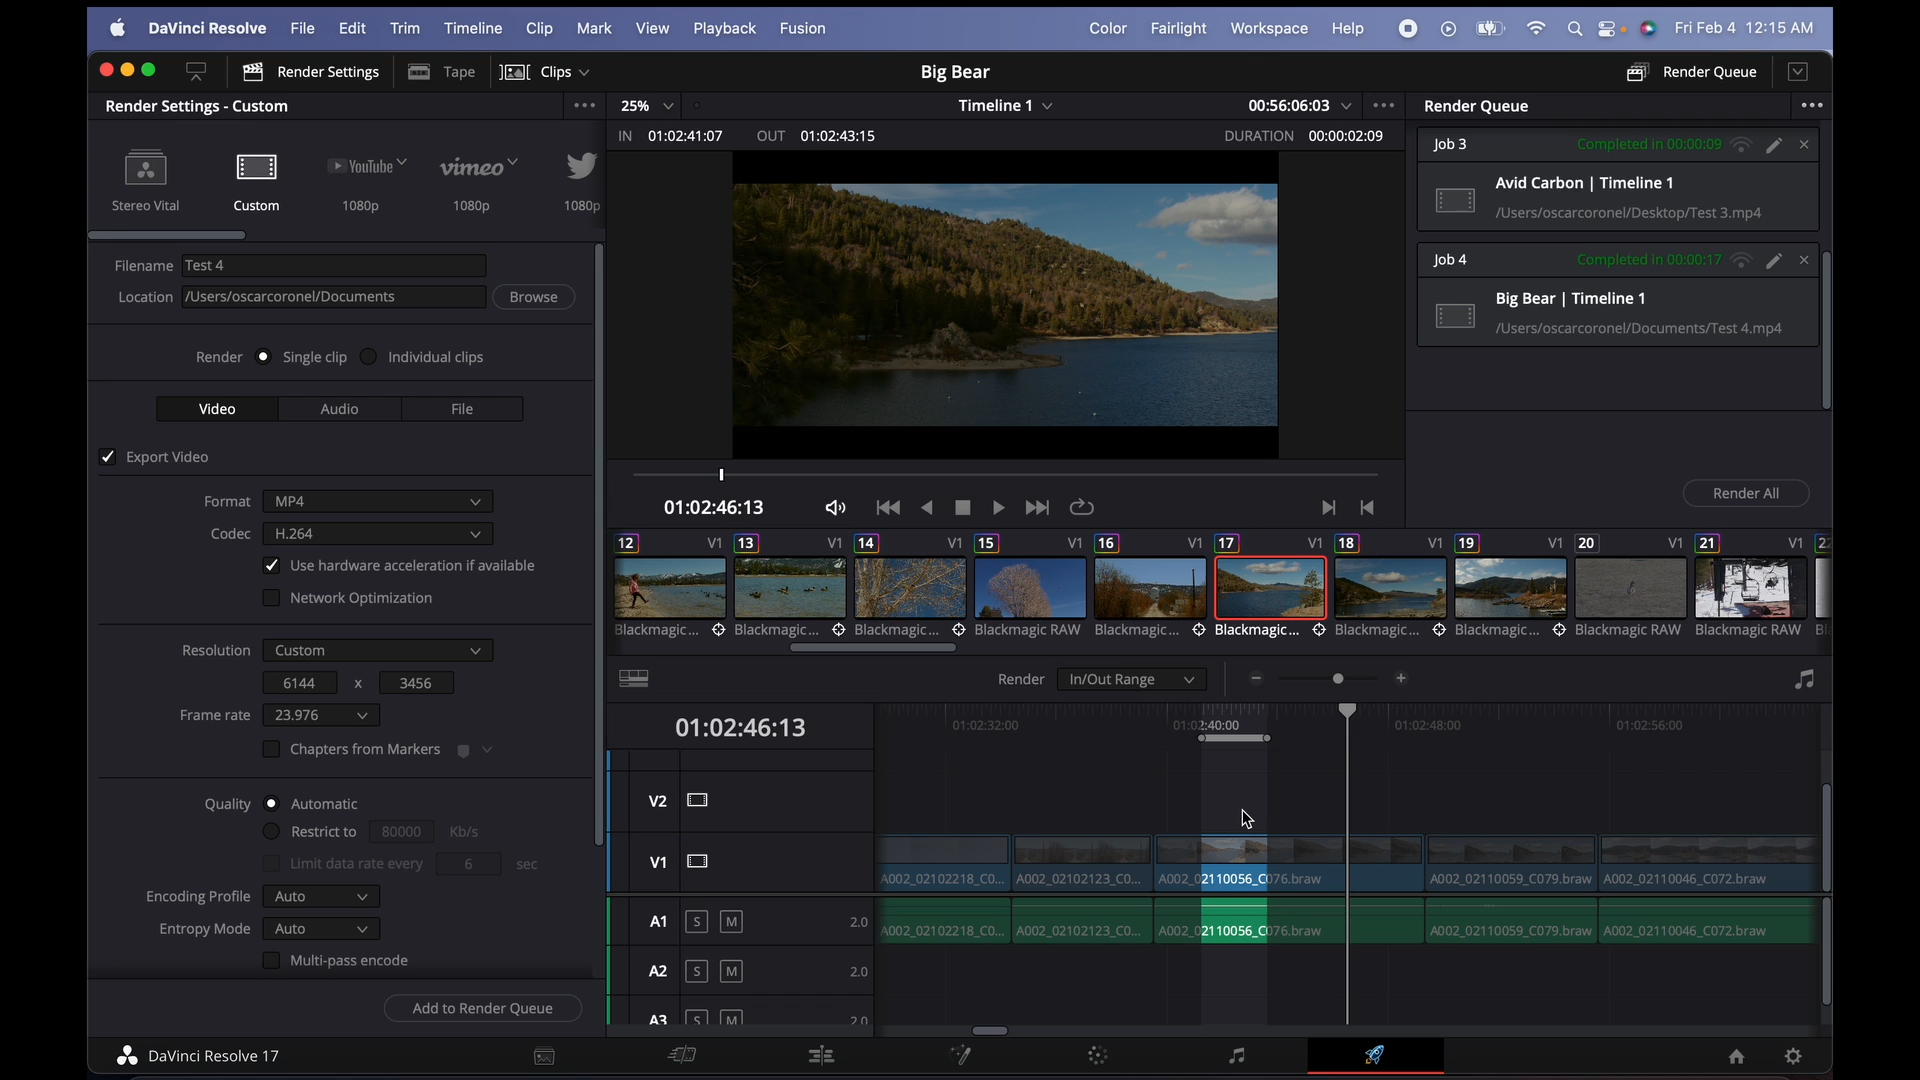 DaVinci Resolve File Edit Trim Timeline Clip Mark View Playback Fusion Color Fairlight Workspace Help Fri Feb 4 12:15 AM
Render Settings Tape Clips Big Bear Render Queue
Render Settings - Custom 25% Timeline 1 00:56:06:03 Render Queue
IN 01:02:41:07 OUT 01:02:43:15 DURATION 00:00:02:09
YouTube vimeo
Stereo Vital Custom 1080p 1080p 1080p
Filename Test 4
Location /Users/oscarcoronel/Documents Browse
Render Single clip Individual clips
Video Audio File
Export Video
Format MP4
Codec H.264
Use hardware acceleration if available
Network Optimization
Resolution Custom
6144 x 3456
Frame rate 23.976
Chapters from Markers
Quality Automatic
Restrict to 80000 Kb/s
Limit data rate every 6 sec
Encoding Profile Auto
Entropy Mode Auto
Multi-pass encode
Add to Render Queue
01:02:46:13
Job 3 Completed in 00:00:09
Avid Carbon | Timeline 1
/Users/oscarcoronel/Desktop/Test 3.mp4
Job 4 Completed in 00:00:17
Big Bear | Timeline 1
/Users/oscarcoronel/Documents/Test 4.mp4
Render All
12 V1 13 V1 14 V1 15 V1 16 V1 17 V1 18 V1 19 V1 20 V1 21 V1 22
Blackmagic... Blackmagic... Blackmagic... Blackmagic RAW Blackmagic... Blackmagic... Blackmagic... Blackmagic... Blackmagic RAW Blackmagic RAW Bl
Render In/Out Range
01:02:46:13 01:02:32:00 01:02:40:00 01:02:48:00 01:02:56:00
V2
V1
A002_02102218_C0... A002_02102123_C0... A002_02110056_C076.braw A002_02110059_C079.braw A002_02110046_C072.braw
A1 S M 2.0
A002_02102218_C0... A002_02102123_C0... A002_02110056_C076.braw A002_02110059_C079.braw A002_02110046_C072.braw
A2 S M 2.0
A3 S M 2.0
DaVinci Resolve 17